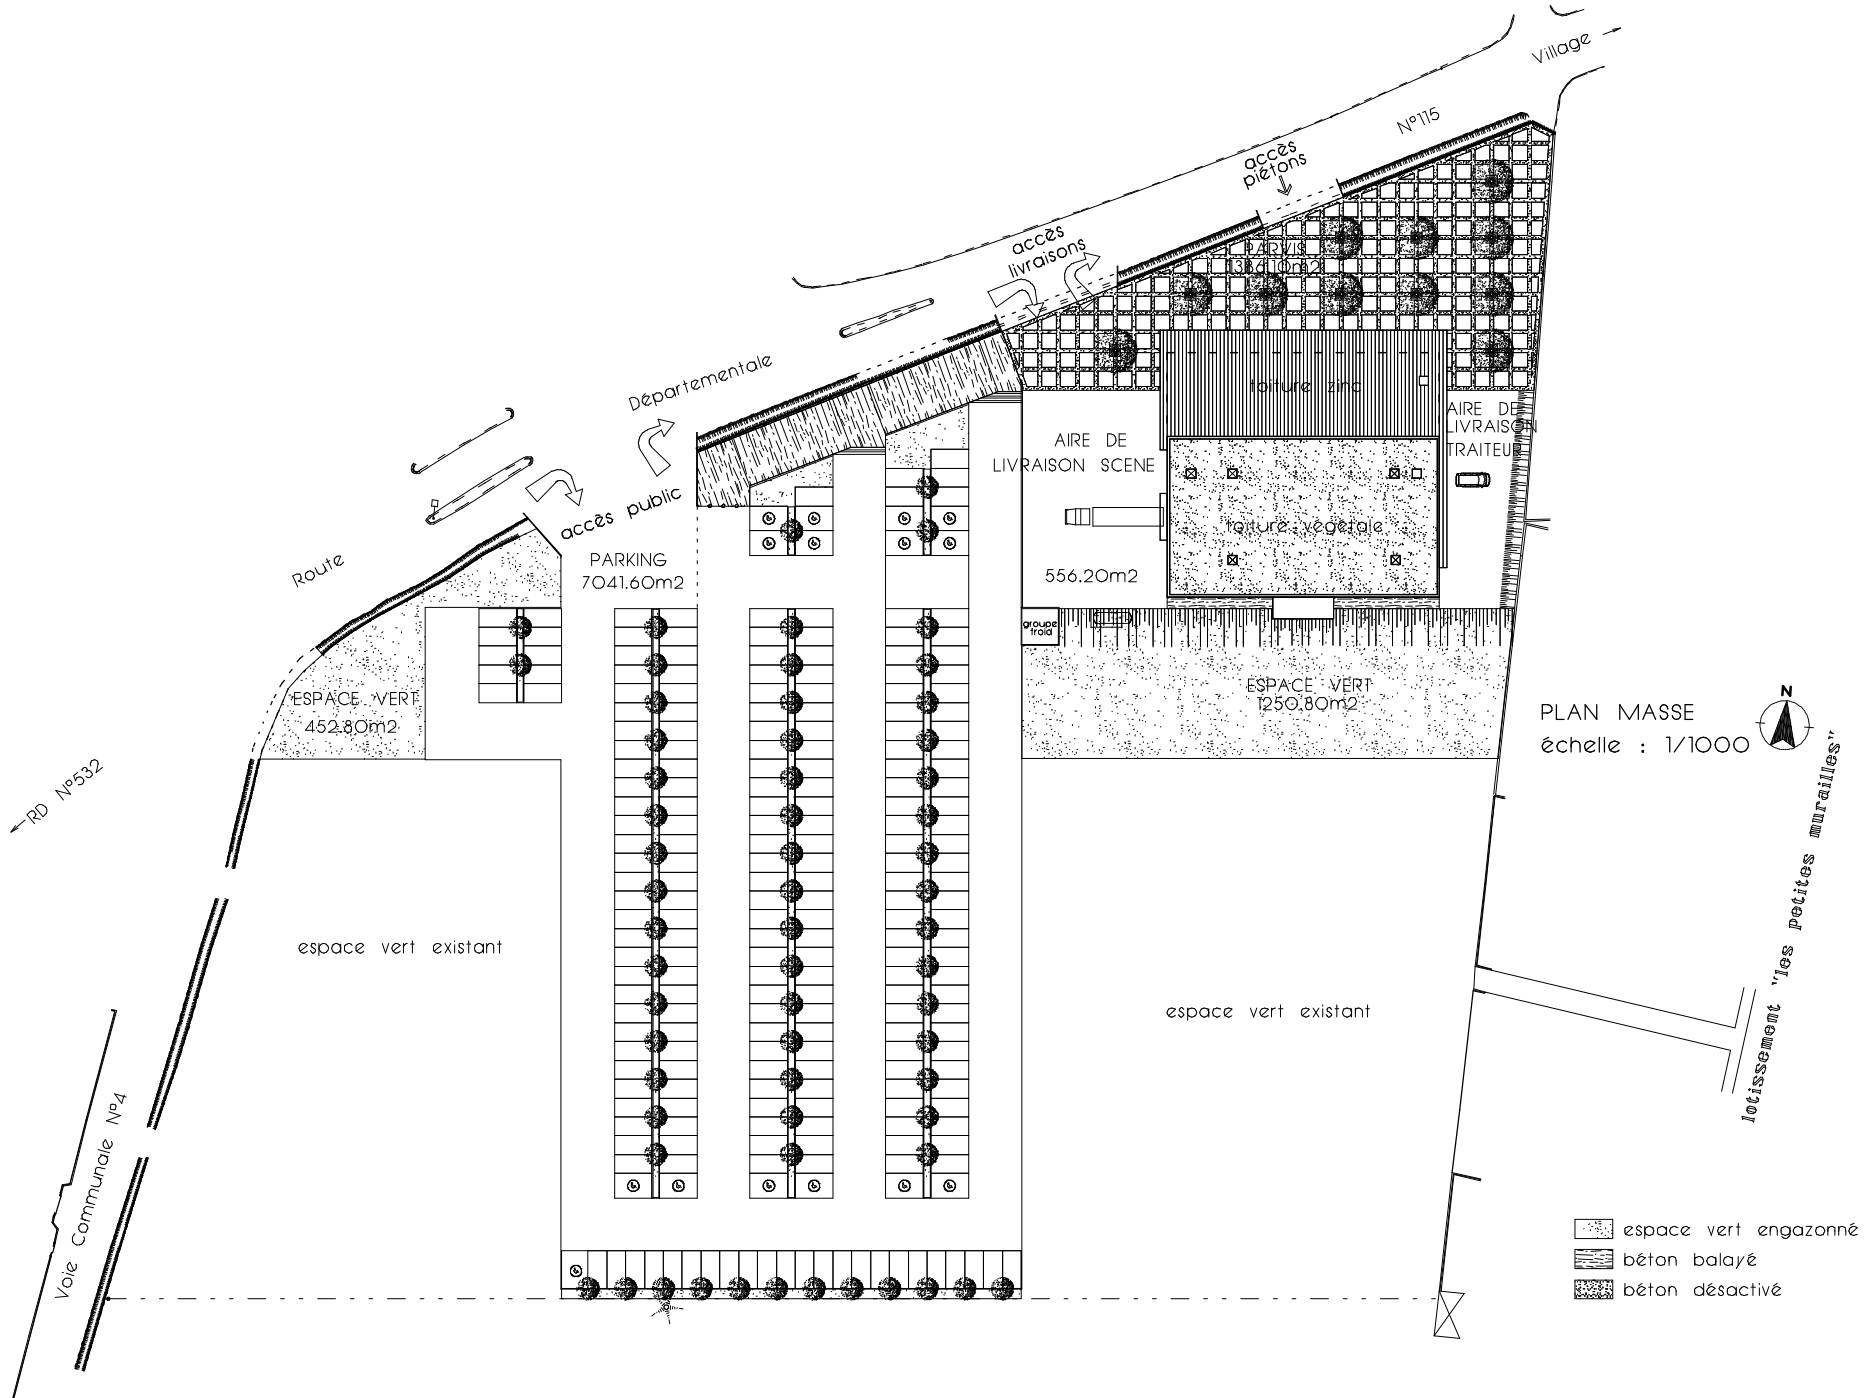 Village
N°115
accès
piétons
accès
livraisons
PARVIS
1386.10m2
Départementale
toiture zinc
AIRE DE
LIVRAISON
TRAITEUR
AIRE DE
LIVRAISON SCENE
accès public
toiture végétale
Route
PARKING
7041.60m2
556.20m2
groupe
froid
ESPACE VERT
452.80m2
ESPACE VERT
1250.80m2
PLAN MASSE
échelle : 1/1000
N
RD N°532
lotissement "les petites murailles"
espace vert existant
espace vert existant
Voie Communale N°4
espace vert engazonné
béton balayé
béton désactivé